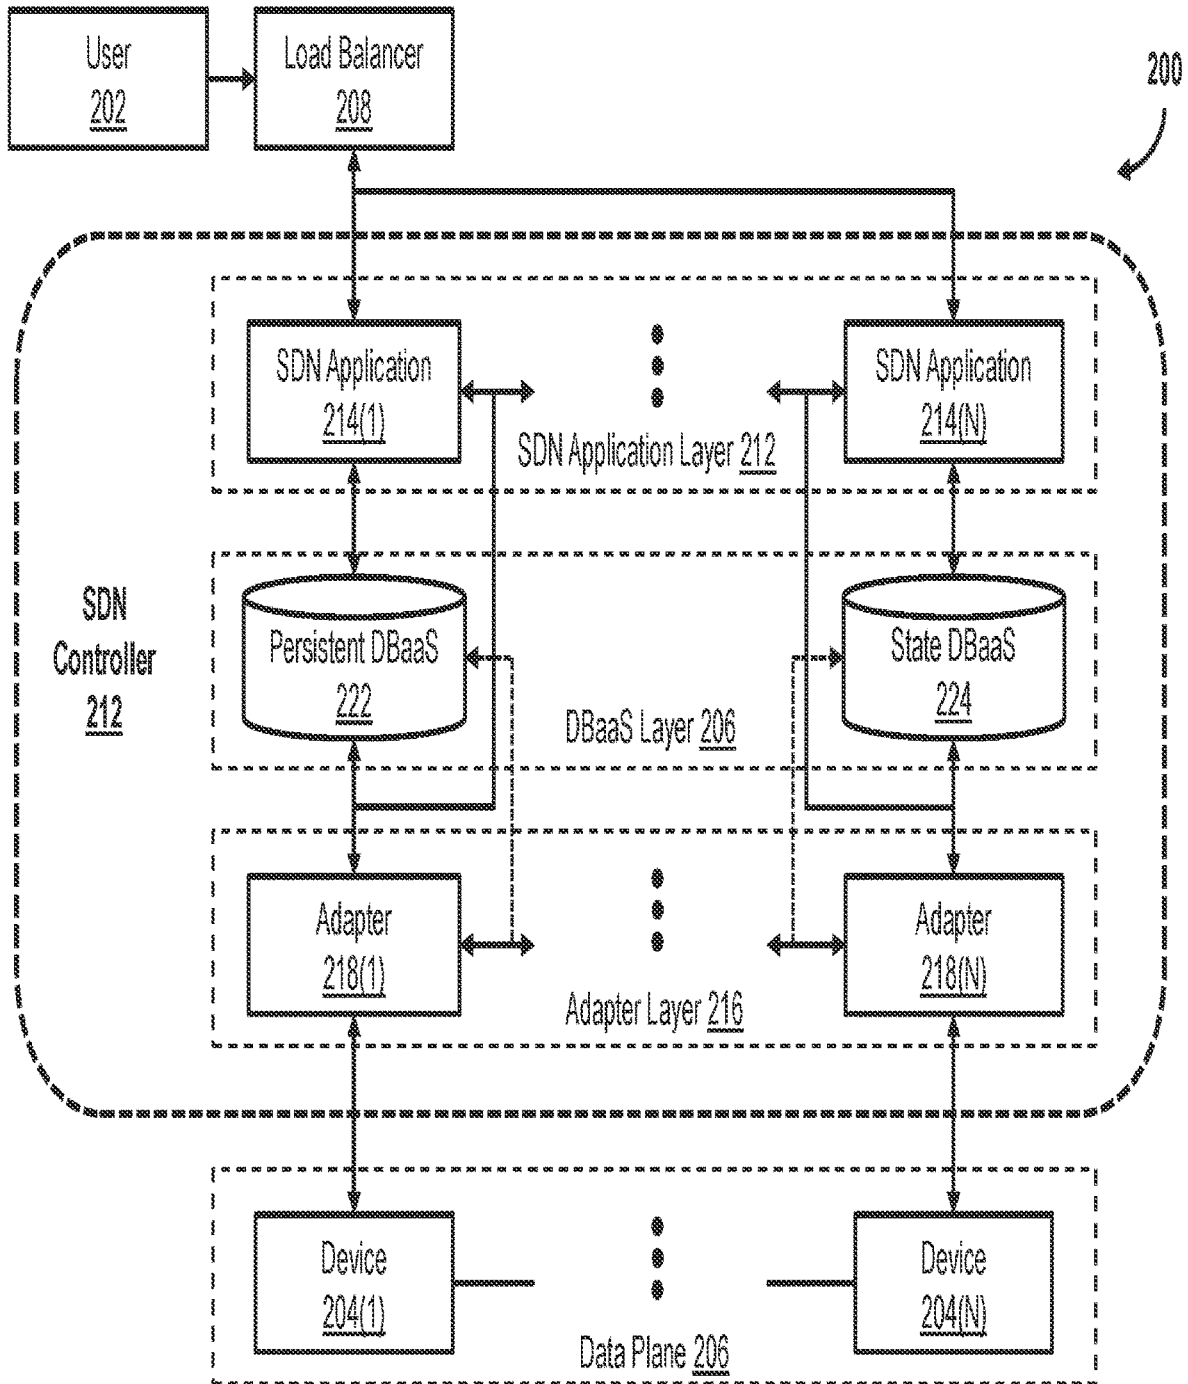 User
202
Load Balancer
208
200
SDN Application
214(1)
SDN Application
214(N)
SDN Application Layer 212
SDN
Controller
212
Persistent DBaaS
222
State DBaaS
224
DBaaS Layer 206
Adapter
218(1)
Adapter
218(N)
Adapter Layer 216
Device
204(1)
Device
204(N)
Data Plane 206